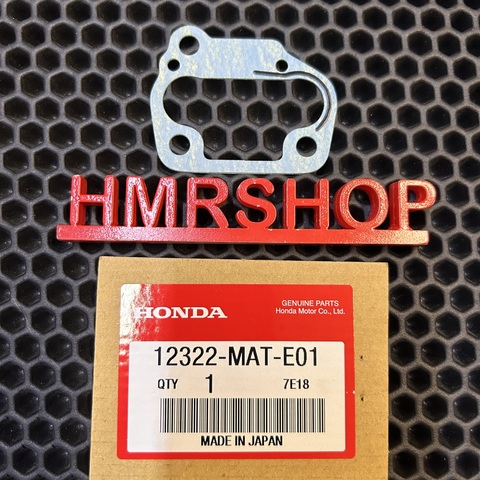 HMRSHOP
HONDA
GENUINE PARTS
Honda Motor Co., Ltd.
12322-MAT-E01
QTY 1 7E18
MADE IN JAPAN